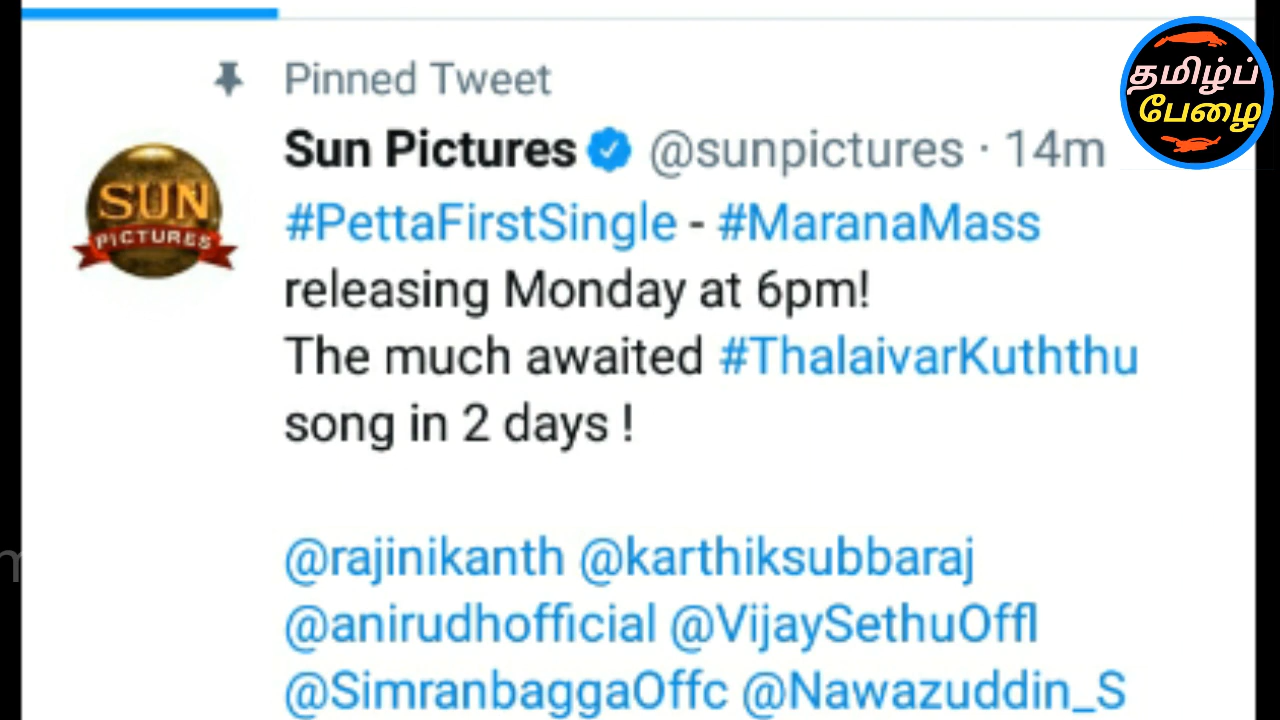 Pinned Tweet
தமிழ்ப்
பேழை
Sun Pictures @sunpictures · 14m
SUN
PICTURES
#PettaFirstSingle - #MaranaMass
releasing Monday at 6pm!
The much awaited #ThalaivarKuththu
song in 2 days !
@rajinikanth @karthiksubbaraj
@anirudhofficial @VijaySethuOffl
@SimranbaggaOffc @Nawazuddin_S